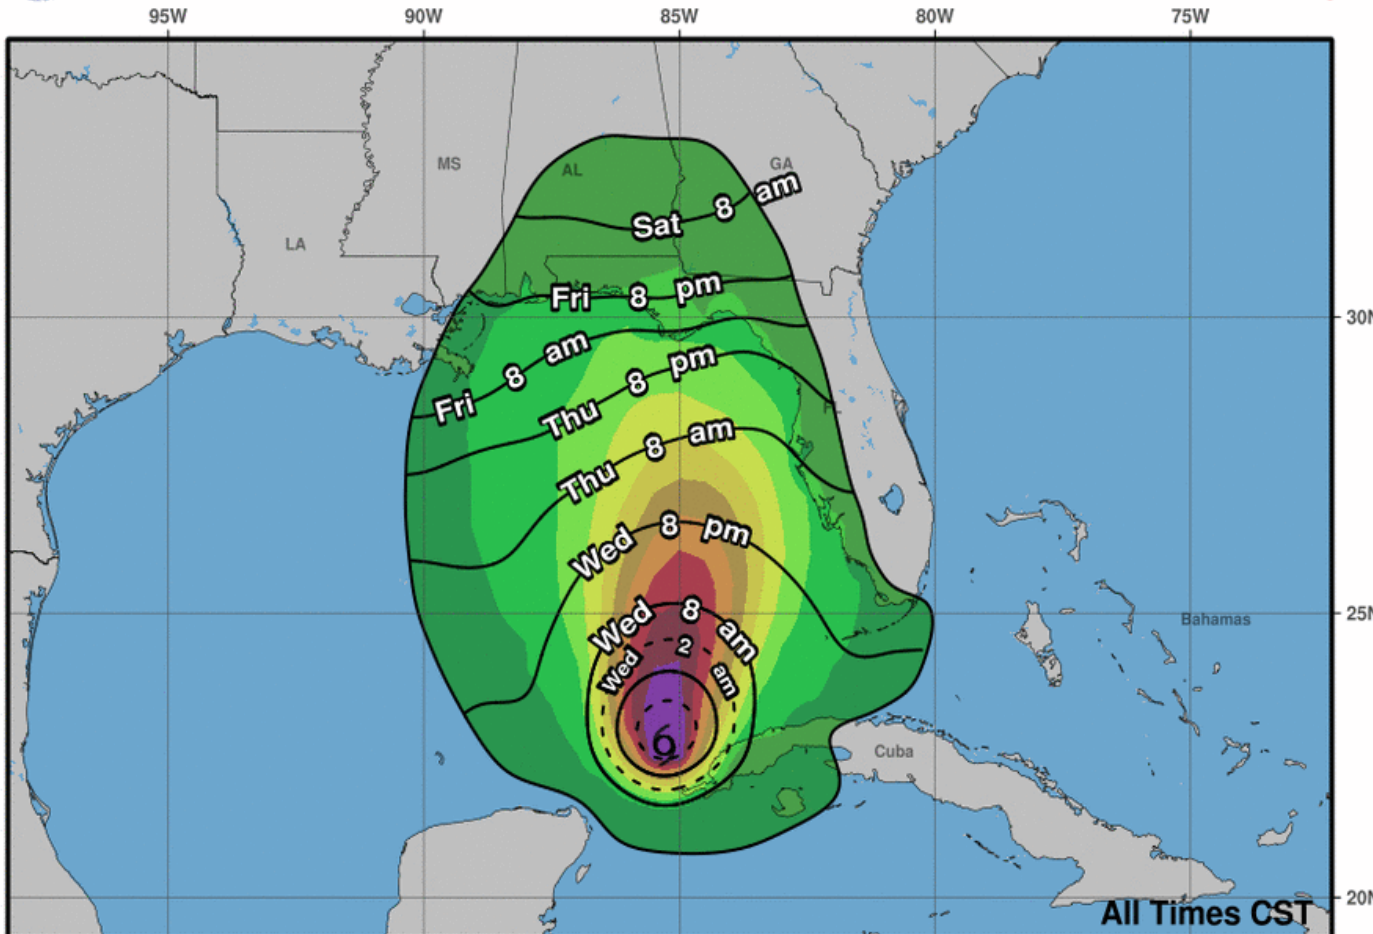 95W 90W 85W 80W 75W
MS AL GA
Sat 8 am
LA
Fri 8 pm
30N
Fri 8 am
Thu 8 pm
Thu 8 am
Wed 8 pm
25N
Wed 8 am
Wed 2 am
Bahamas
6
Cuba
20N
All Times CST